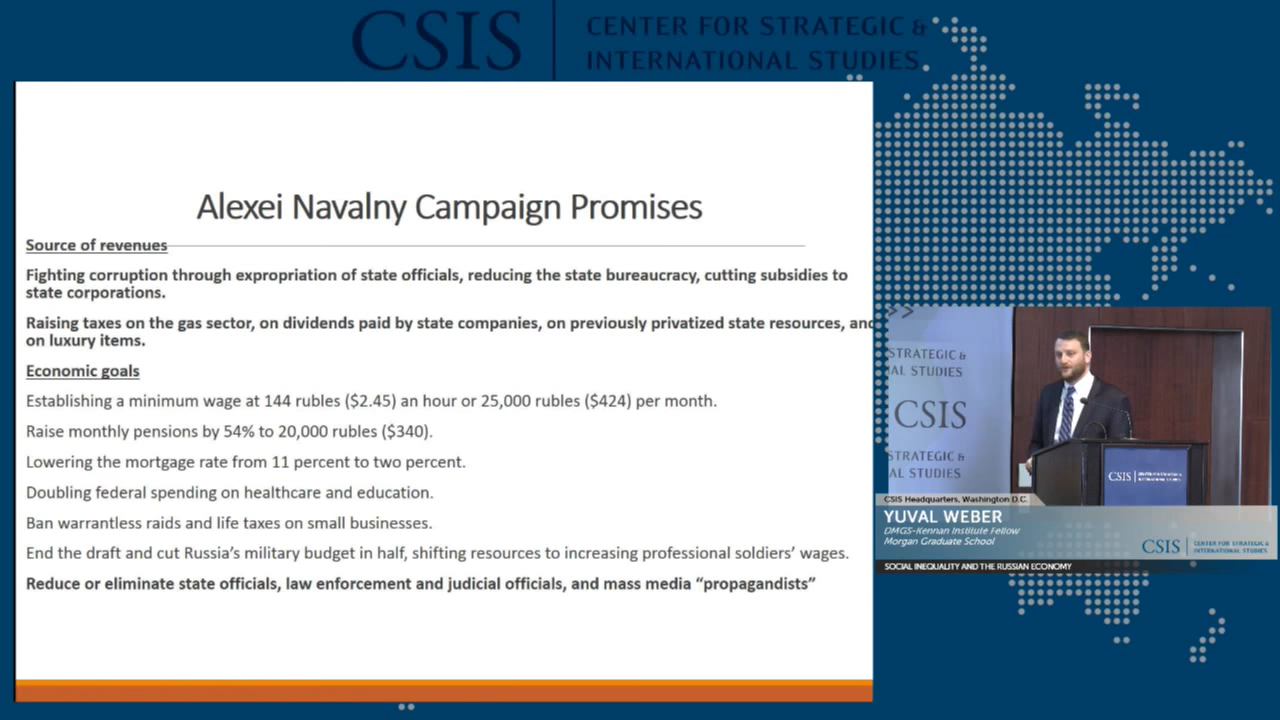 CSIS
CENTER FOR STRATEGIC &
INTERNATIONAL STUDIES
Alexei Navalny Campaign Promises
Source of revenues
Fighting corruption through expropriation of state officials, reducing the state bureaucracy, cutting subsidies to
state corporations.
Raising taxes on the gas sector, on dividends paid by state companies, on previously privatized state resources, and
on luxury items.
Economic goals
Establishing a minimum wage at 144 rubles ($2.45) an hour or 25,000 rubles ($424) per month.
Raise monthly pensions by 54% to 20,000 rubles ($340).
Lowering the mortgage rate from 11 percent to two percent.
Doubling federal spending on healthcare and education.
Ban warrantless raids and life taxes on small businesses.
End the draft and cut Russia's military budget in half, shifting resources to increasing professional soldiers' wages.
Reduce or eliminate state officials, law enforcement and judicial officials, and mass media “propagandists”
>>
STRATEGIC &
AL STUDIES
CSIS
STRATEGIC &
AL STUDIES
CSIS
CSIS Headquarters, Washington D.C.
YUVAL WEBER
DMGS-Kennan Institute Fellow
Morgan Graduate School
CSIS
CENTER FOR STRATEGIC &
INTERNATIONAL STUDIES
SOCIAL INEQUALITY AND THE RUSSIAN ECONOMY